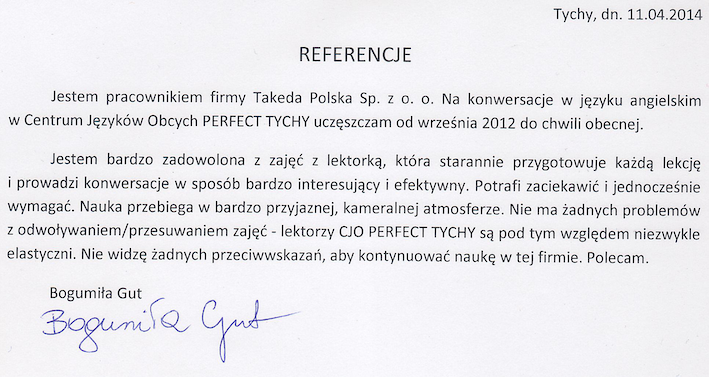 Tychy, dn. 11.04.2014
REFERENCJE
Jestem pracownikiem firmy Takeda Polska Sp. z o. o. Na konwersacje w języku angielskim
w Centrum Języków Obcych PERFECT TYCHY uczęszczam od września 2012 do chwili obecnej.
Jestem bardzo zadowolona z zajęć z lektorką, która starannie przygotowuje każdą lekcję
i prowadzi konwersacje w sposób bardzo interesujący i efektywny. Potrafi zaciekawić i jednocześnie
wymagać. Nauka przebiega w bardzo przyjaznej, kameralnej atmosferze. Nie ma żadnych problemów
z odwoływaniem/przesuwaniem zajęć - lektorzy CJO PERFECT TYCHY są pod tym względem niezwykle
elastyczni. Nie widzę żadnych przeciwwskazań, aby kontynuować naukę w tej firmie. Polecam.
Bogumiła Gut
Bogumiła Gut